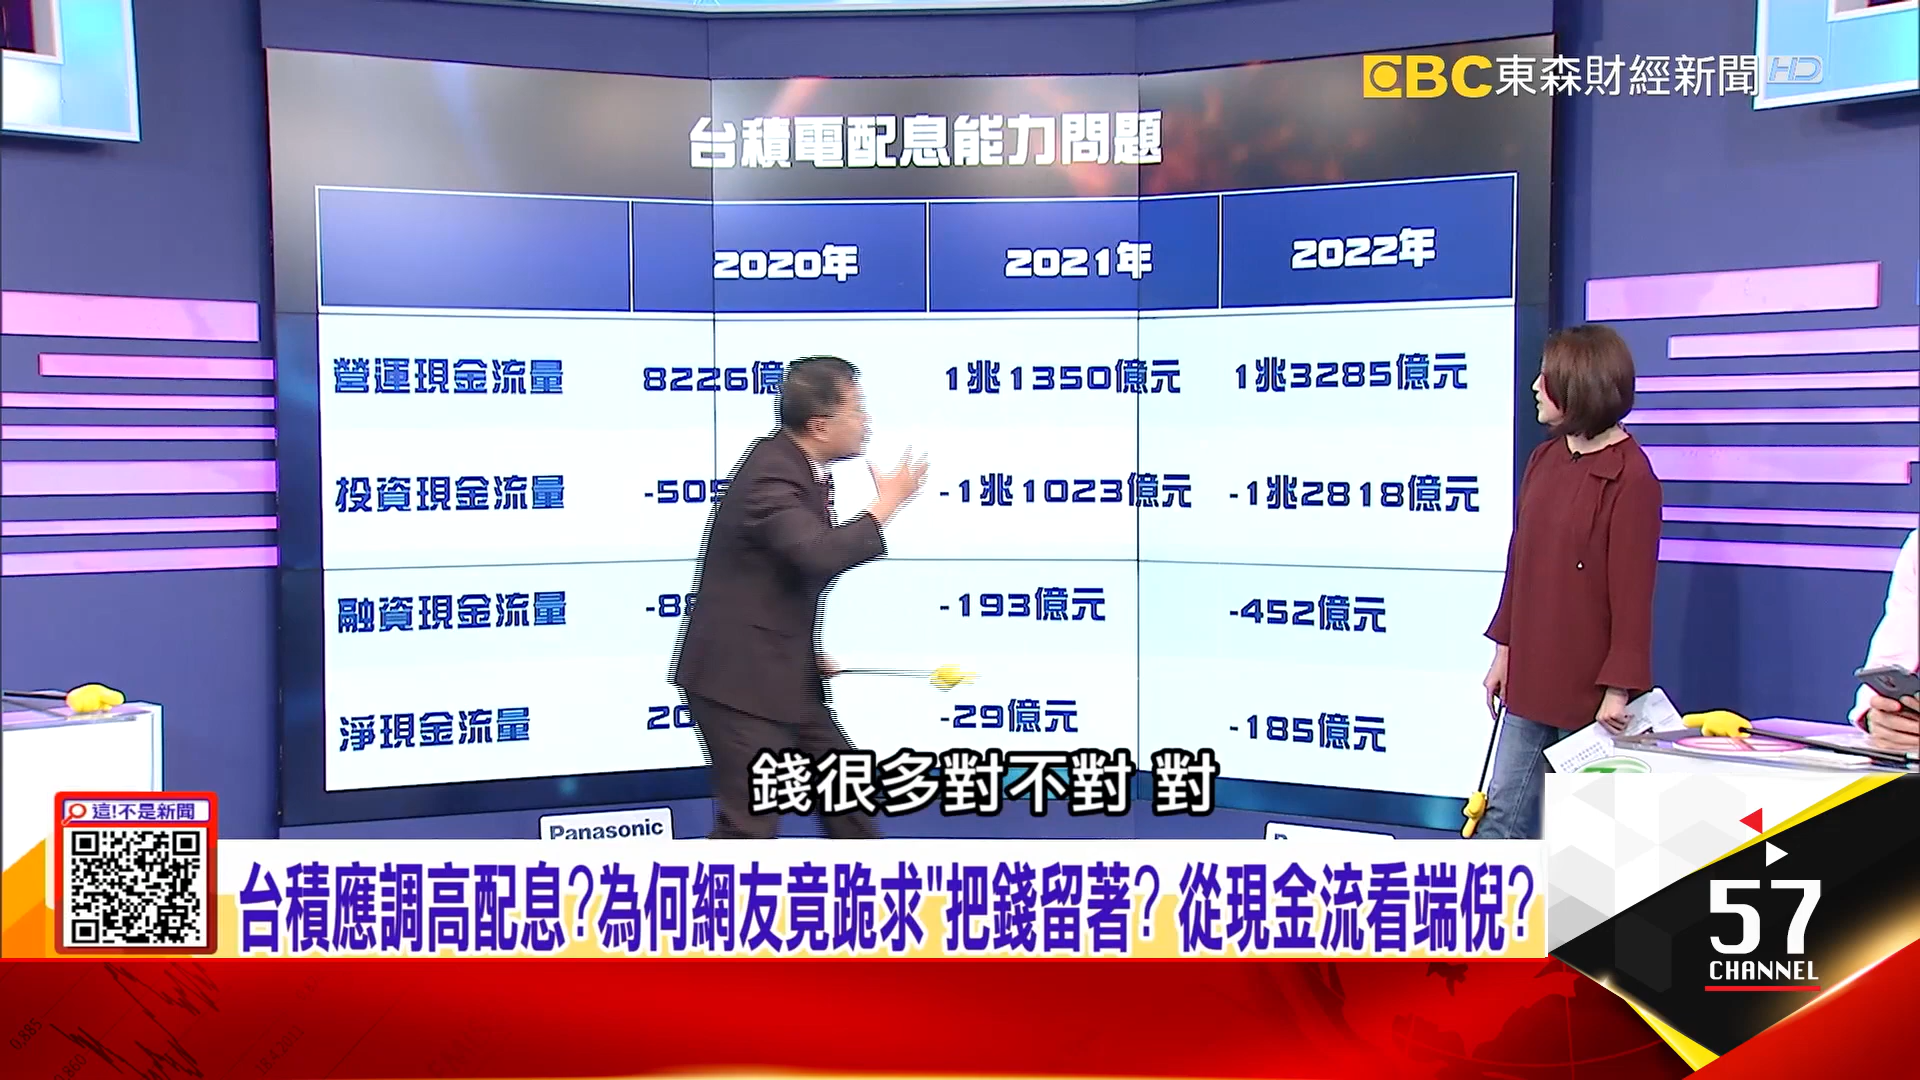 EBC東森財經新聞HD
台積電配息能力問題
2020年 2021年 2022年
營運現金流量 8226億 1兆1350億元 1兆3285億元
投資現金流量 -505 -1兆1023億元 -1兆2818億元
融資現金流量 -88 -193億元 -452億元
淨現金流量 20 -29億元 -185億元
錢很多對不對 對
Panasonic
這!不是新聞
台積應調高配息?為何網友竟跪求"把錢留著? 從現金流看端倪?
57
CHANNEL